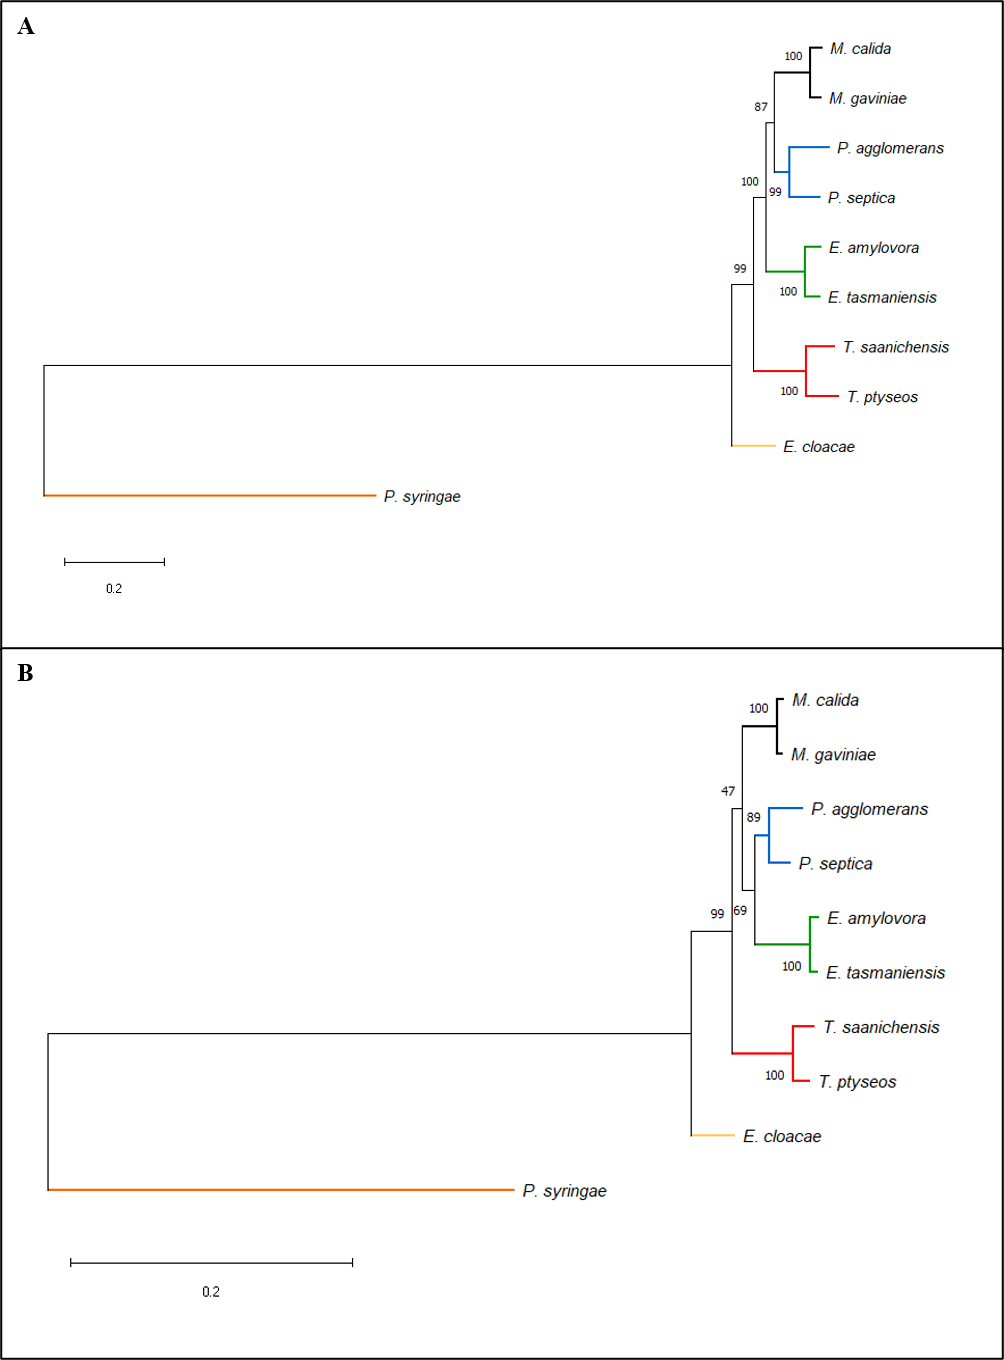 A
100
M. calida
M. gaviniae
87
P. agglomerans
100
99
P. septica
E. amylovora
99
100
E. tasmaniensis
T. saanichensis
100
T. ptyseos
E. cloacae
P. syringae
0.2
B
100
M. calida
M. gaviniae
47
89
P. agglomerans
P. septica
99
69
E. amylovora
100
E. tasmaniensis
T. saanichensis
100
T. ptyseos
E. cloacae
P. syringae
0.2